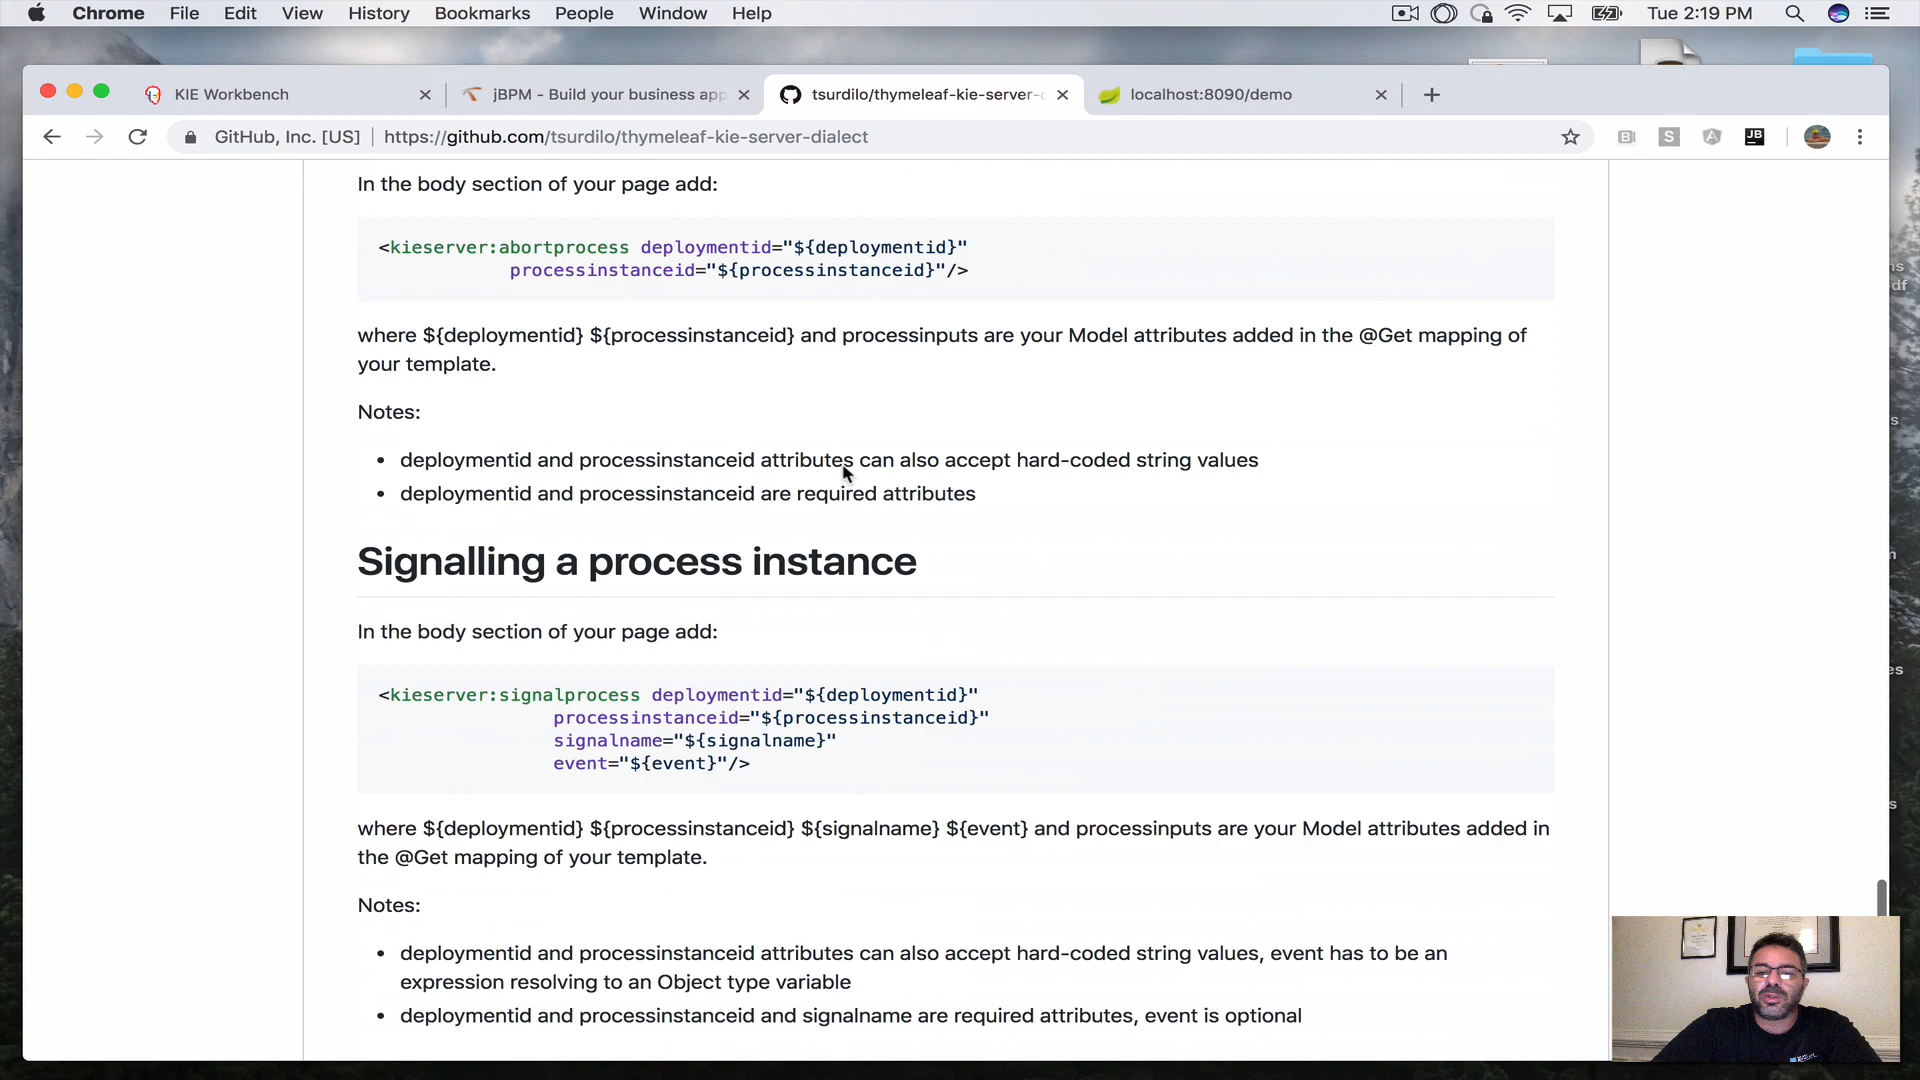 Chrome File Edit View History Bookmarks People Window Help Tue 2:19 PM
KIE Workbench jBPM - Build your business app tsurdilo/thymeleaf-kie-server- localhost:8090/demo
GitHub, Inc. [US] https://github.com/tsurdilo/thymeleaf-kie-server-dialect
In the body section of your page add:
<kieserver:abortprocess deploymentid="${deploymentid}"
processinstanceid="${processinstanceid}"/>
where ${deploymentid} ${processinstanceid} and processinputs are your Model attributes added in the @Get mapping of
your template.
Notes:
• deploymentid and processinstanceid attributes can also accept hard-coded string values
• deploymentid and processinstanceid are required attributes
Signalling a process instance
In the body section of your page add:
<kieserver:signalprocess deploymentid="${deploymentid}"
processinstanceid="${processinstanceid}"
signalname="${signalname}"
event="${event}"/>
where ${deploymentid} ${processinstanceid} ${signalname} ${event} and processinputs are your Model attributes added in
the @Get mapping of your template.
Notes:
• deploymentid and processinstanceid attributes can also accept hard-coded string values, event has to be an
expression resolving to an Object type variable
• deploymentid and processinstanceid and signalname are required attributes, event is optional